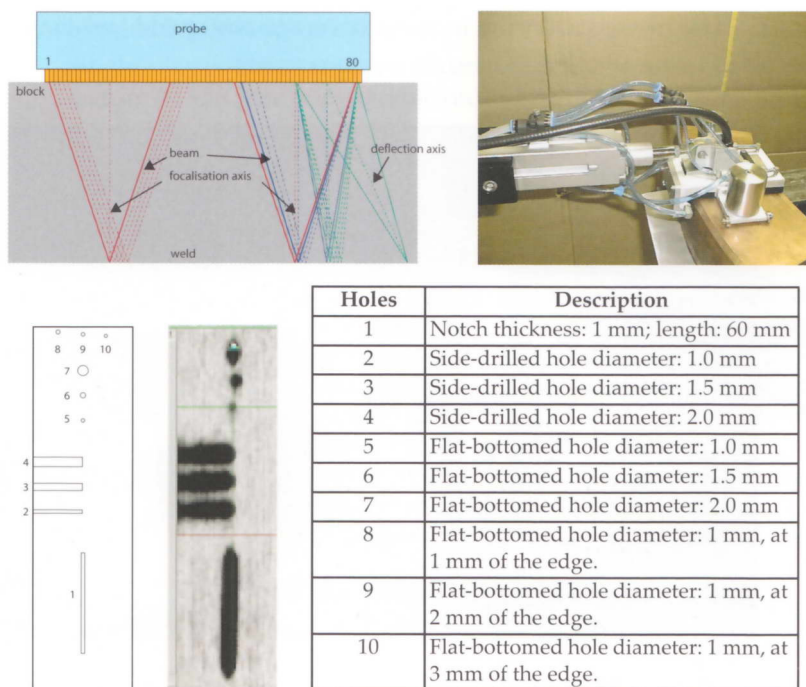 probe
1 80
block
beam
deflection axis
focalisation axis
weld
8 9 10
7
6
5
4
3
2
1
Holes Description
1 Notch thickness: 1 mm; length: 60 mm
2 Side-drilled hole diameter: 1.0 mm
3 Side-drilled hole diameter: 1.5 mm
4 Side-drilled hole diameter: 2.0 mm
5 Flat-bottomed hole diameter: 1.0 mm
6 Flat-bottomed hole diameter: 1.5 mm
7 Flat-bottomed hole diameter: 2.0 mm
8 Flat-bottomed hole diameter: 1 mm, at
1 mm of the edge.
9 Flat-bottomed hole diameter: 1 mm, at
2 mm of the edge.
10 Flat-bottomed hole diameter: 1 mm, at
3 mm of the edge.